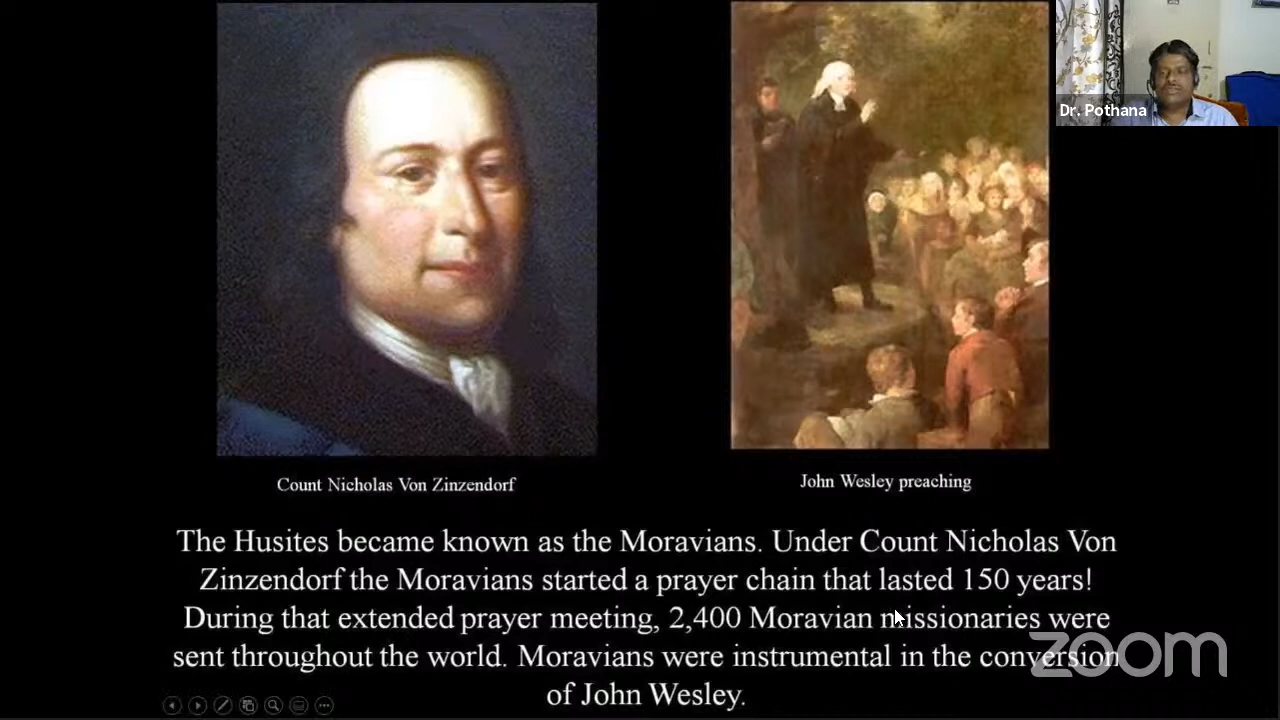 Dr. Pothana
Count Nicholas Von Zinzendorf
John Wesley preaching
The Husites became known as the Moravians. Under Count Nicholas Von
Zinzendorf the Moravians started a prayer chain that lasted 150 years!
During that extended prayer meeting, 2,400 Moravian missionaries were
sent throughout the world. Moravians were instrumental in the conversion
of John Wesley.
zoom